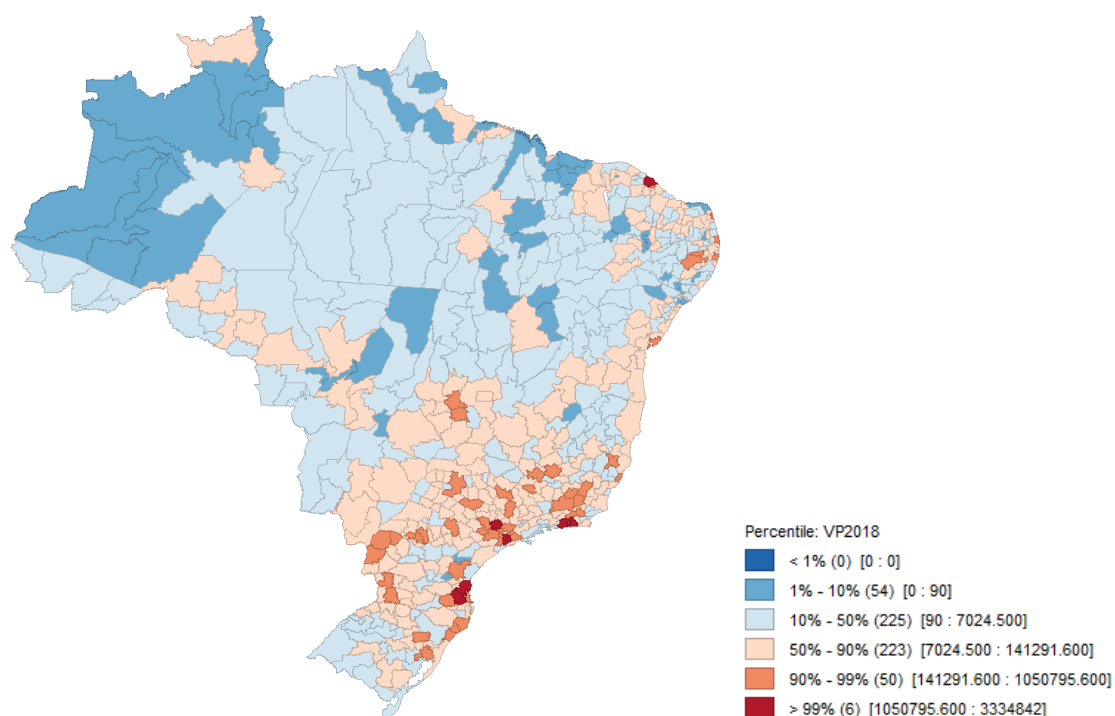 Percentile: VP2018
< 1% (0) [0 : 0]
1% - 10% (54) [0 : 90]
10% - 50% (225) [90 : 7024.500]
50% - 90% (223) [7024.500 : 141291.600]
90% - 99% (50) [141291.600 : 1050795.600]
> 99% (6) [1050795.600 : 3334842]